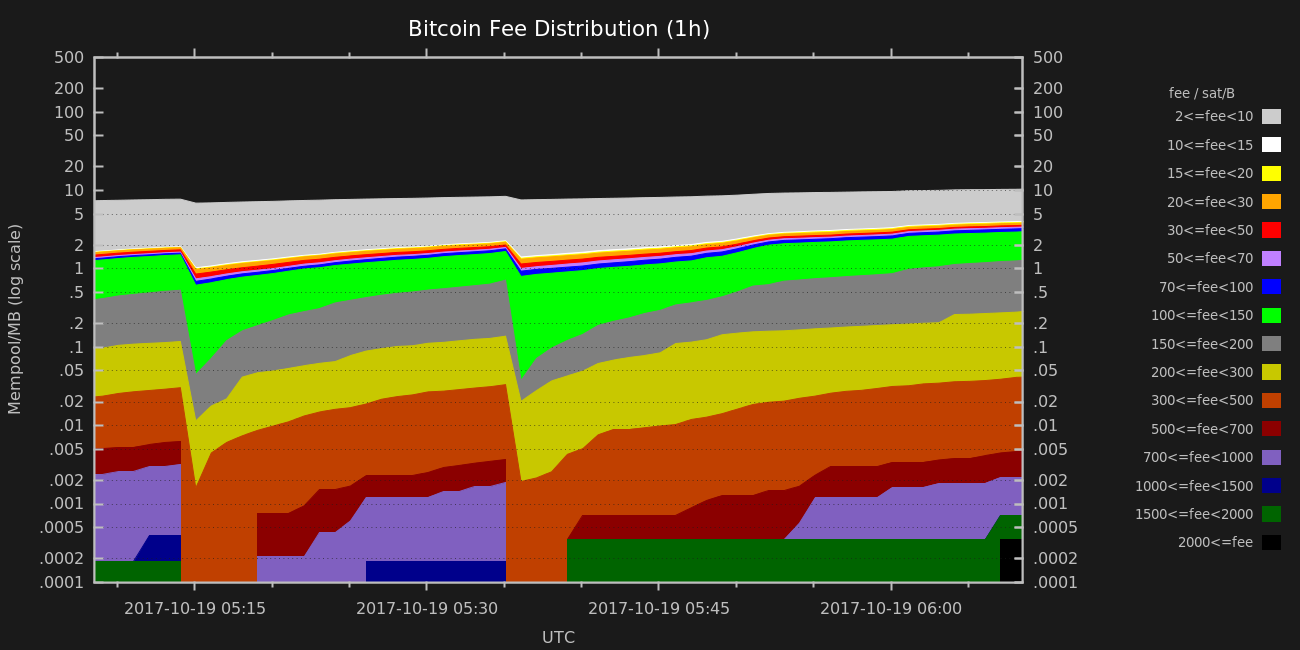 Bitcoin Fee Distribution (1h)
500
200
100
50
20
10
5
2
1
.5
.2
.1
.05
.02
.01
.005
.002
.001
.0005
.0002
.0001
Mempool/MB (log scale)
500
200
100
50
20
10
5
2
1
.5
.2
.1
.05
.02
.01
.005
.002
.001
.0005
.0002
.0001
2017-10-19 05:15
2017-10-19 05:30
2017-10-19 05:45
2017-10-19 06:00
UTC
fee / sat/B
2<=fee<10
10<=fee<15
15<=fee<20
20<=fee<30
30<=fee<50
50<=fee<70
70<=fee<100
100<=fee<150
150<=fee<200
200<=fee<300
300<=fee<500
500<=fee<700
700<=fee<1000
1000<=fee<1500
1500<=fee<2000
2000<=fee